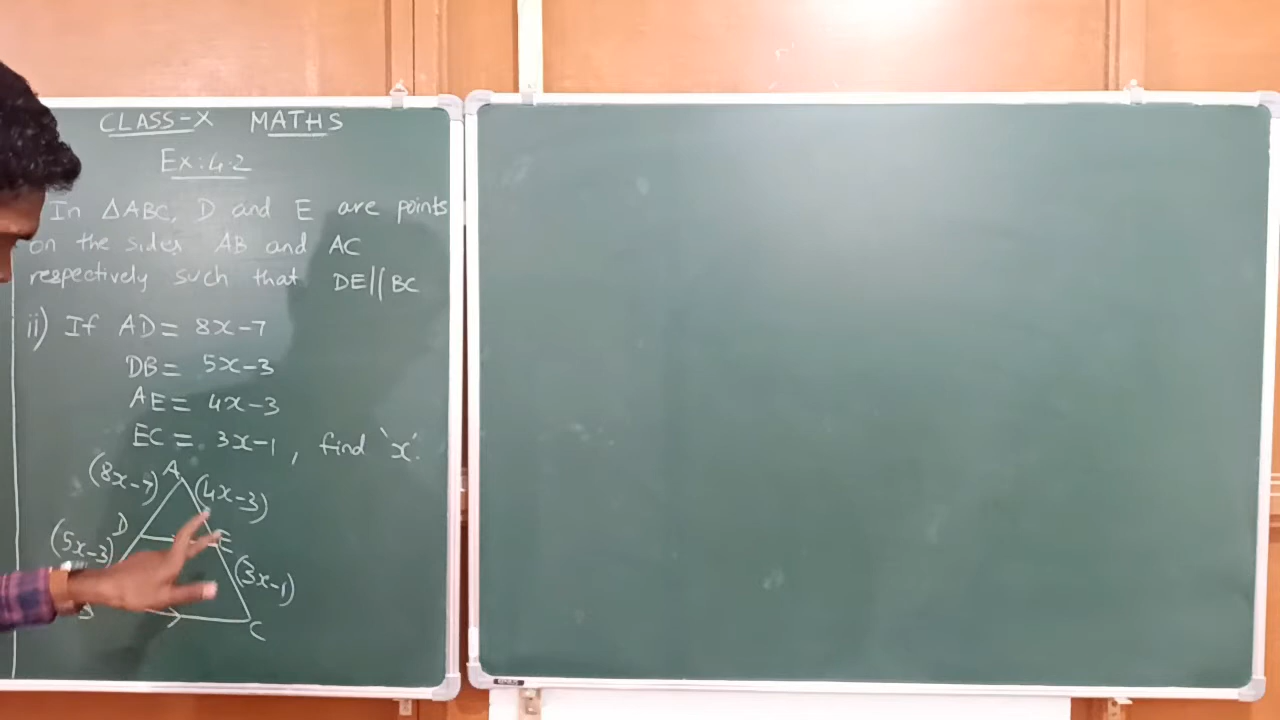 CLASS-X MATHS
Ex: 4.2
In △ABC, D and E are points
on the sides AB and AC
respectively such that DE||BC
ii) If AD = 8x-7
DB = 5x-3
AE = 4x-3
EC = 3x-1, find 'x'.
A
(8x-7) (4x-3)
D E
(5x-3) (3x-1)
B C